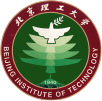 北京理工大学
1940
BEIJING INSTITUTE OF TECHNOLOGY